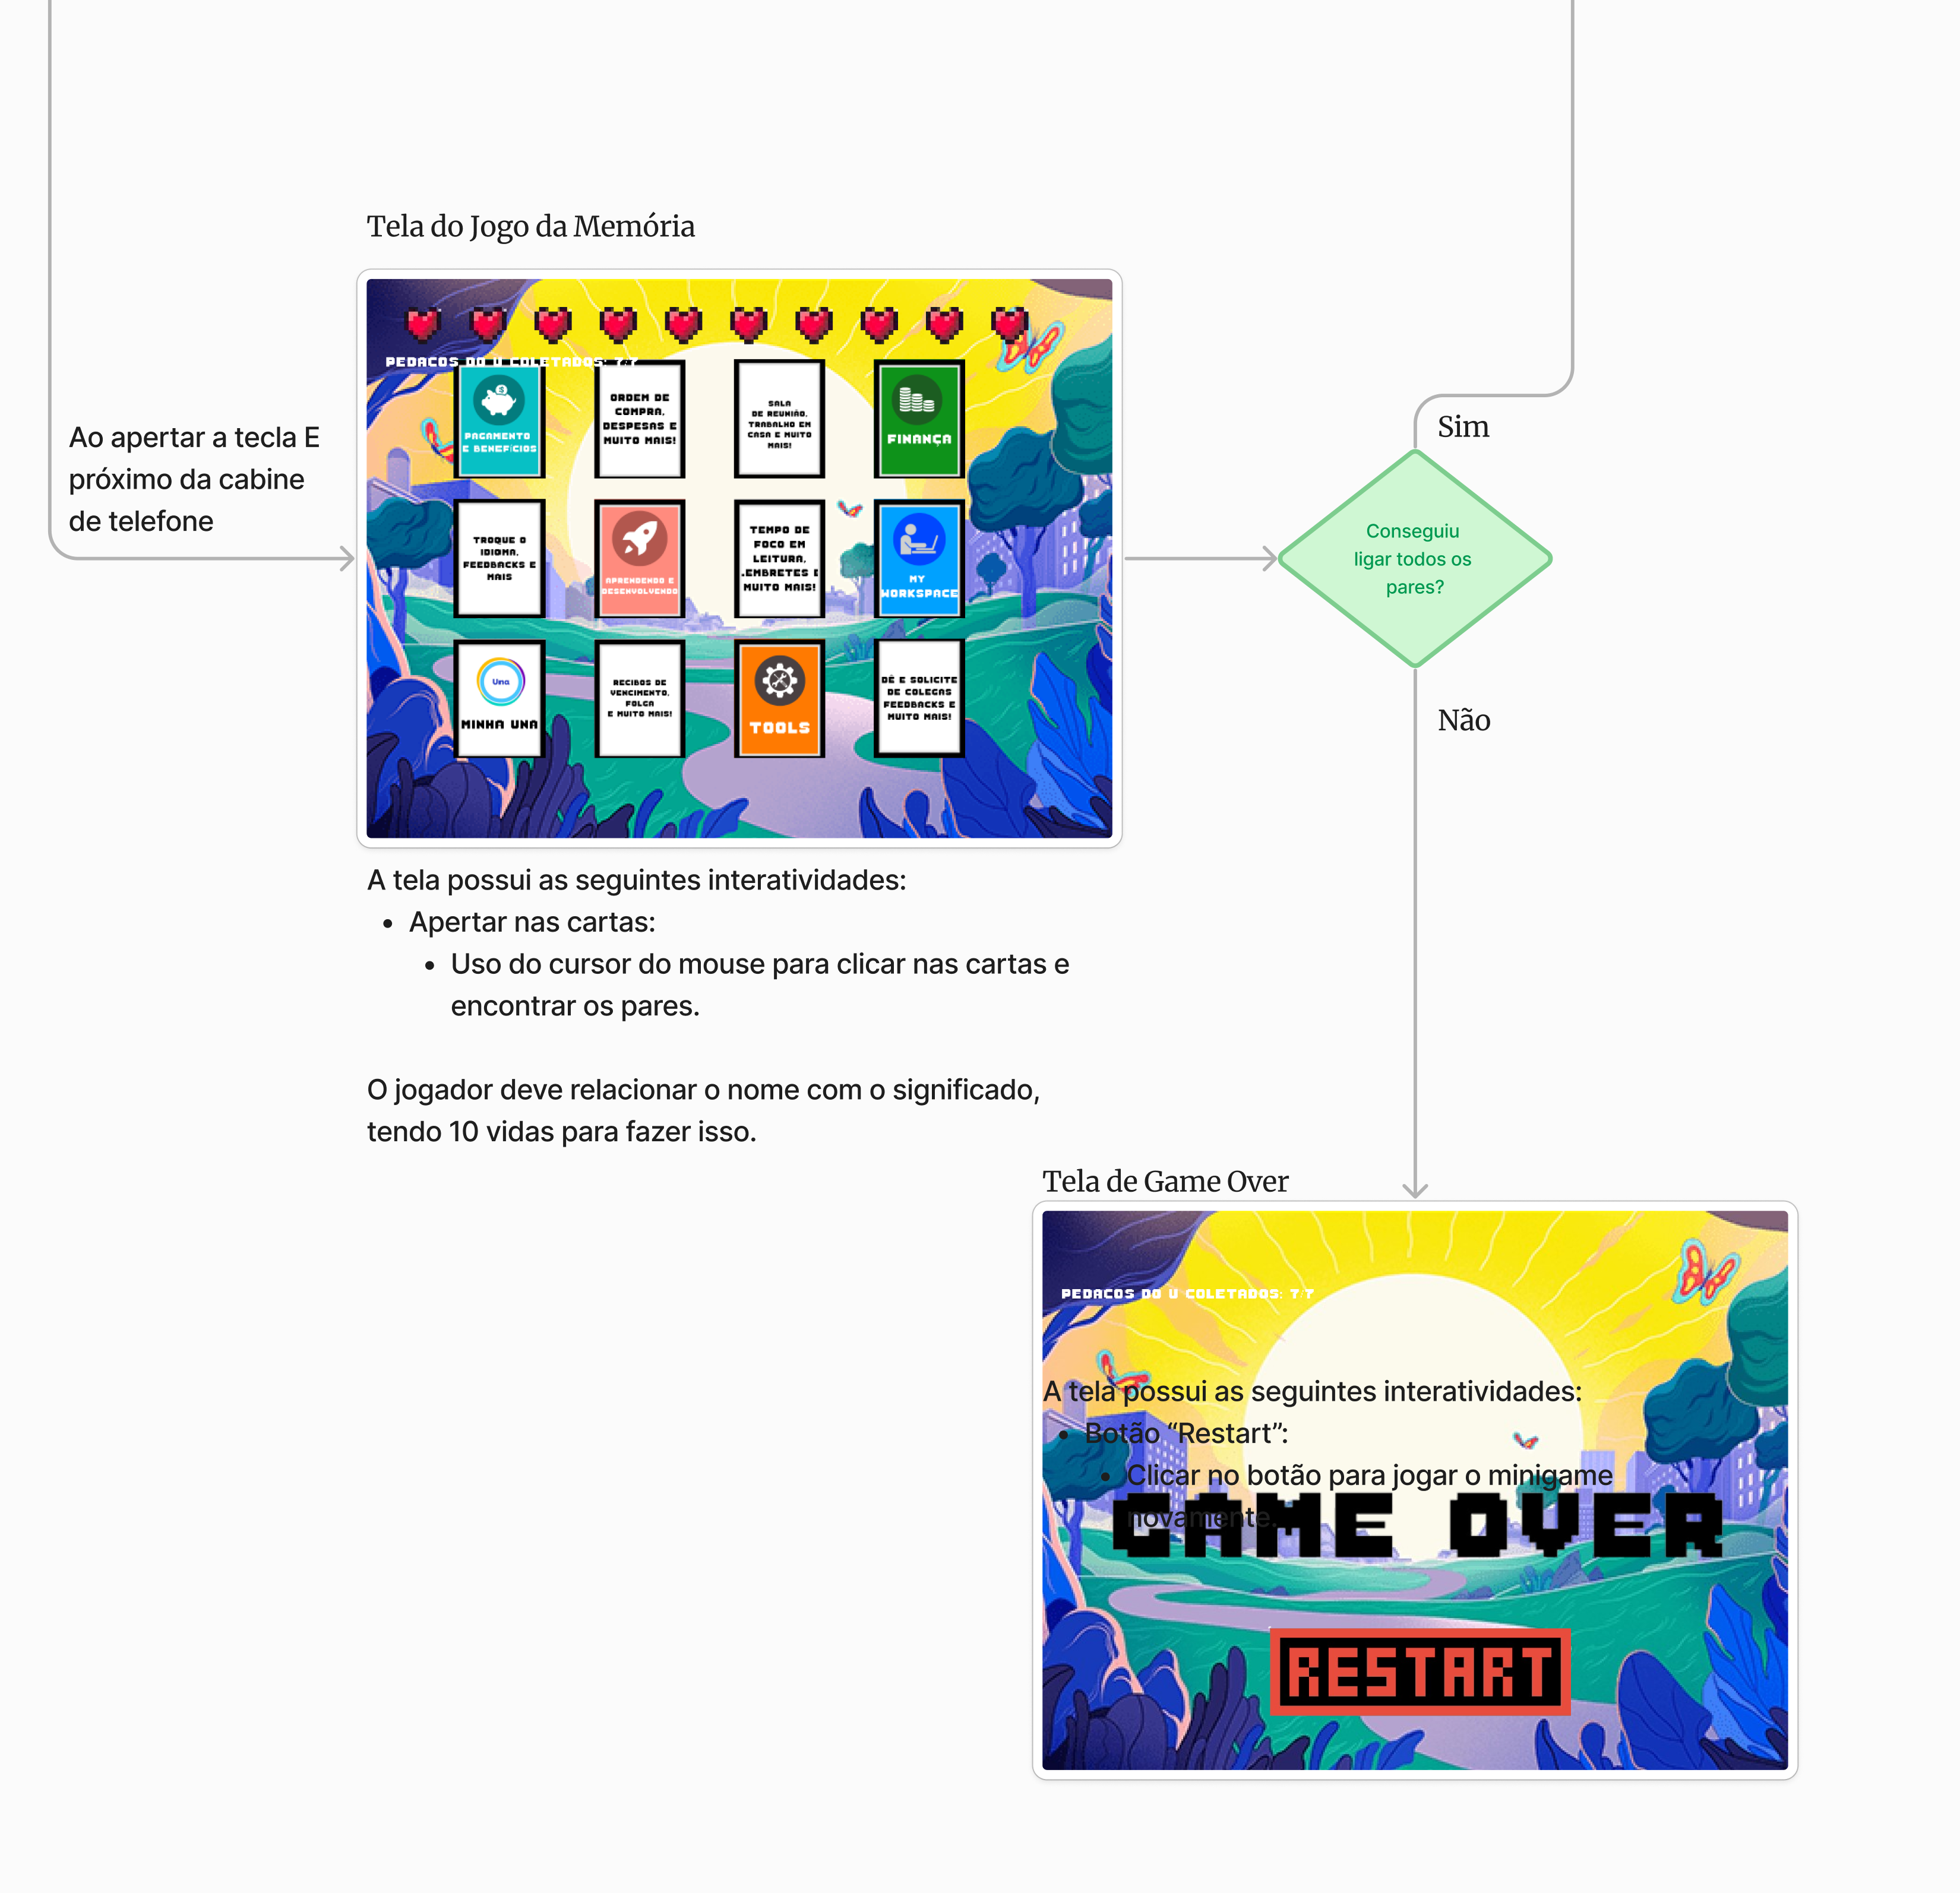 Tela do Jogo da Memória
PEDACOS DO U COLETADOS: 7/7
PAGAMENTO
E BENEFÍCIOS
ORDEM DE
COMPRA,
DESPESAS E
MUITO MAIS!
SALA
DE REUNIÃO,
TRABALHO EM
CASA E MUITO
MAIS!
FINANÇA
TROQUE O
IDIOMA,
FEEDBACKS E
MAIS
APRENDENDO E
DESENVOLVENDO
TEMPO DE
FOCO EM
LEITURA,
LEMBRETES E
MUITO MAIS!
MY
WORKSPACE
Una
MINHA UNA
RECIBOS DE
VENCIMENTO,
FOLGA
E MUITO MAIS!
TOOLS
DÊ E SOLICITE
DE COLEGAS
FEEDBACKS E
MUITO MAIS!
Ao apertar a tecla E
próximo da cabine
de telefone
Sim
Conseguiu
ligar todos os
pares?
Não
A tela possui as seguintes interatividades:
• Apertar nas cartas:
• Uso do cursor do mouse para clicar nas cartas e
encontrar os pares.
O jogador deve relacionar o nome com o significado,
tendo 10 vidas para fazer isso.
Tela de Game Over
PEDACOS DO U COLETADOS: 7/7
A tela possui as seguintes interatividades:
• Botão “Restart”:
• Clicar no botão para jogar o minigame
novamente.
GAME OVER
RESTART